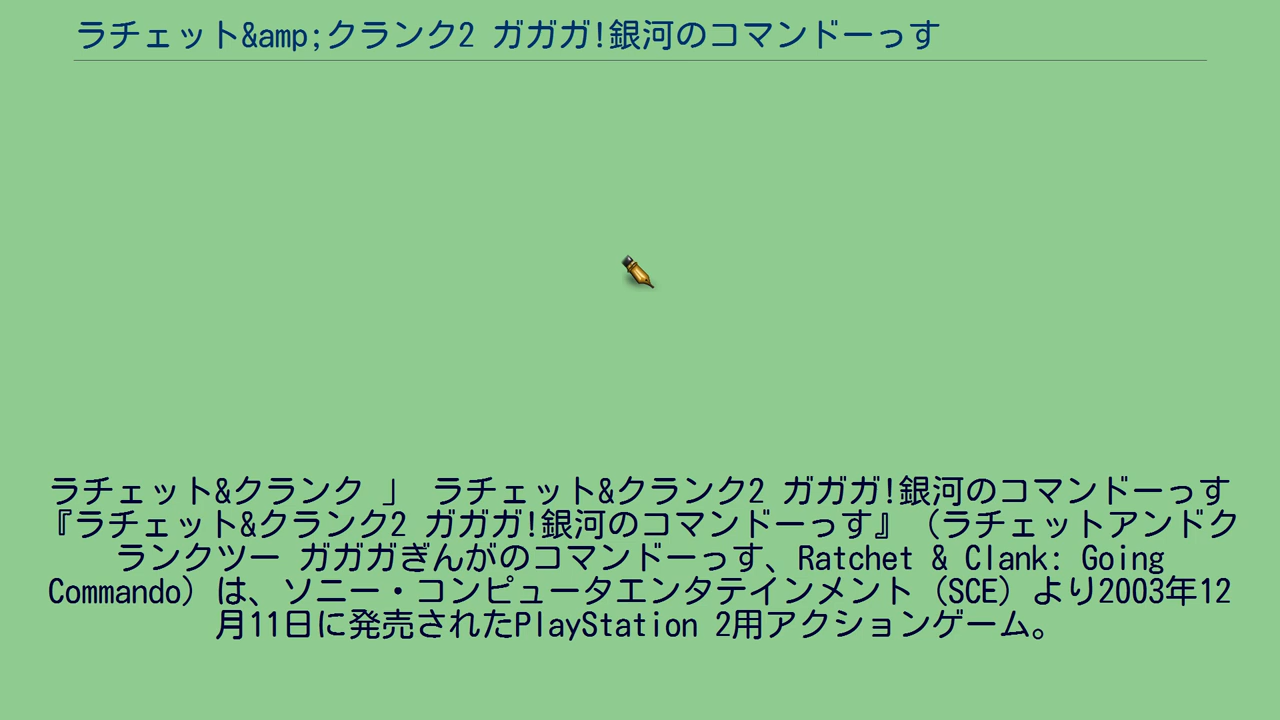 ラチェット&amp;クランク2 ガガガ!銀河のコマンドーっす
ラチェット&クランク 」 ラチェット&クランク2 ガガガ!銀河のコマンドーっす
『ラチェット&クランク2 ガガガ!銀河のコマンドーっす』（ラチェットアンドク
ランクツー ガガガぎんがのコマンドーっす、Ratchet & Clank: Going
Commando）は、ソニー・コンピュータエンタテインメント（SCE）より2003年12
月11日に発売されたPlayStation 2用アクションゲーム。